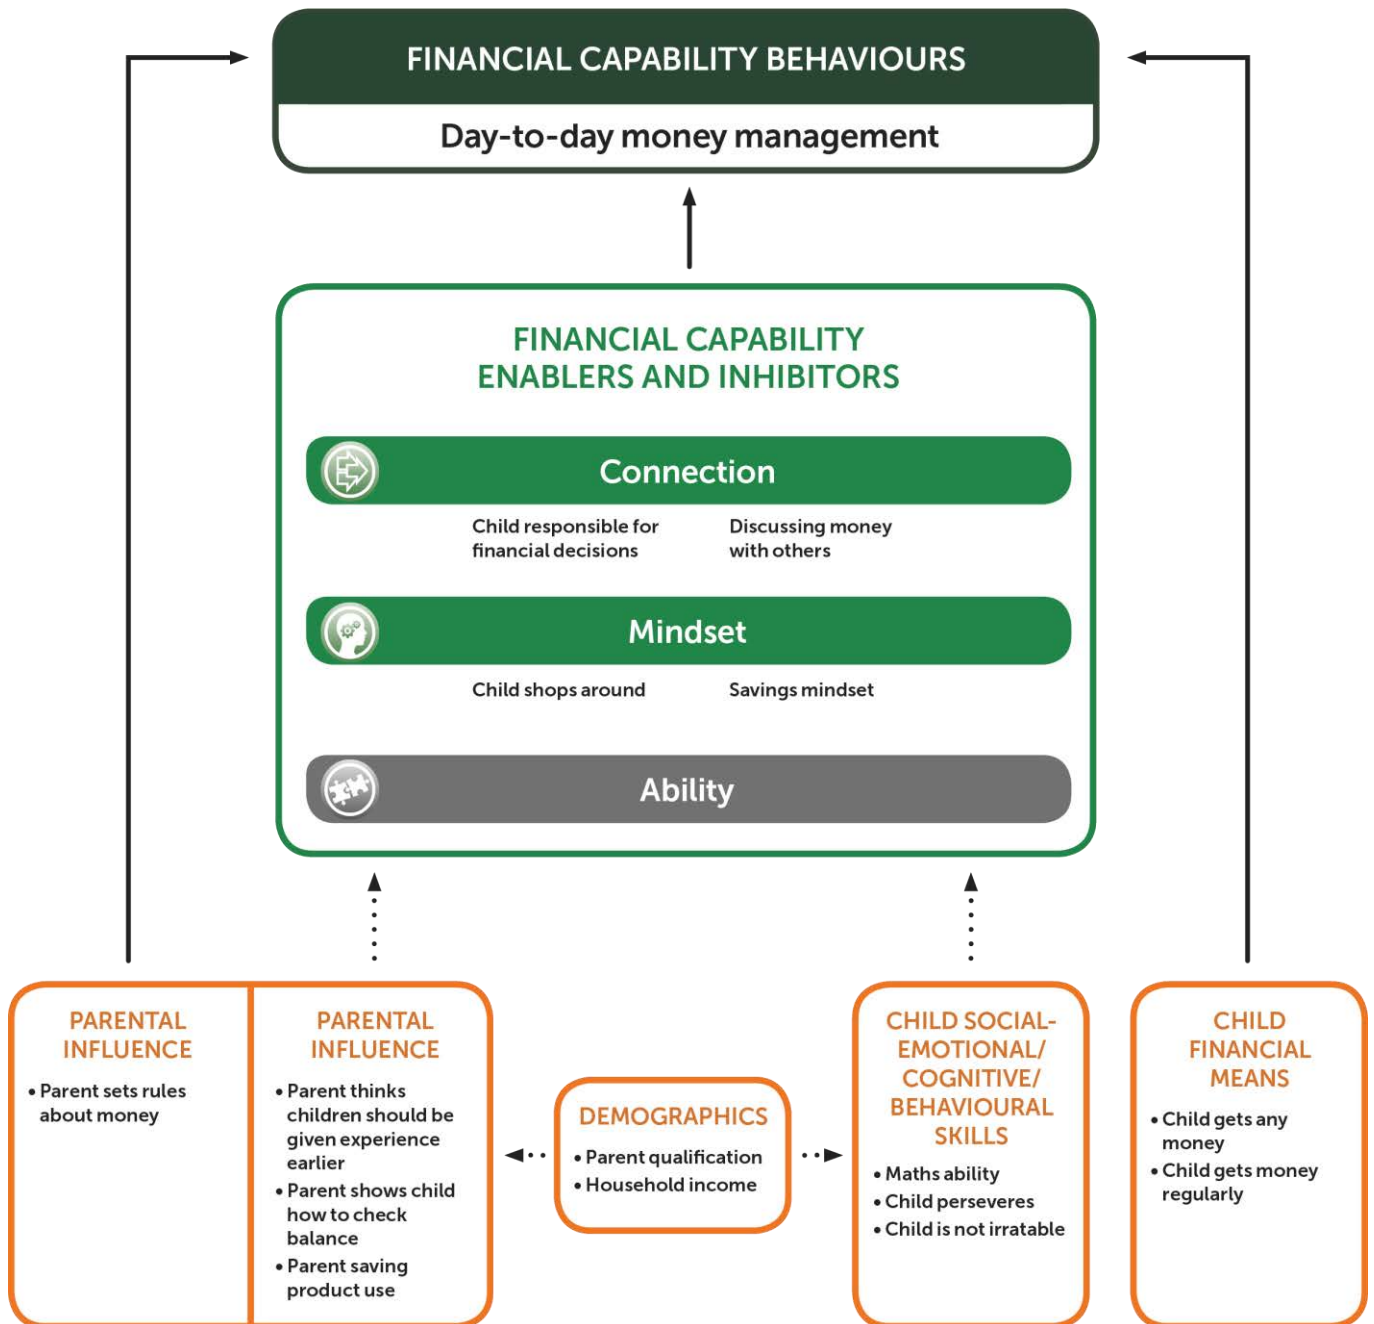 FINANCIAL CAPABILITY BEHAVIOURS
Day-to-day money management
FINANCIAL CAPABILITY
ENABLERS AND INHIBITORS
Connection
Child responsible for
financial decisions
Discussing money
with others
Mindset
Child shops around
Savings mindset
Ability
PARENTAL
INFLUENCE
• Parent sets rules
about money
PARENTAL
INFLUENCE
• Parent thinks
children should be
given experience
earlier
• Parent shows child
how to check
balance
• Parent saving
product use
DEMOGRAPHICS
• Parent qualification
• Household income
CHILD SOCIAL-
EMOTIONAL/
COGNITIVE/
BEHAVIOURAL
SKILLS
• Maths ability
• Child perseveres
• Child is not irratable
CHILD
FINANCIAL
MEANS
• Child gets any
money
• Child gets money
regularly